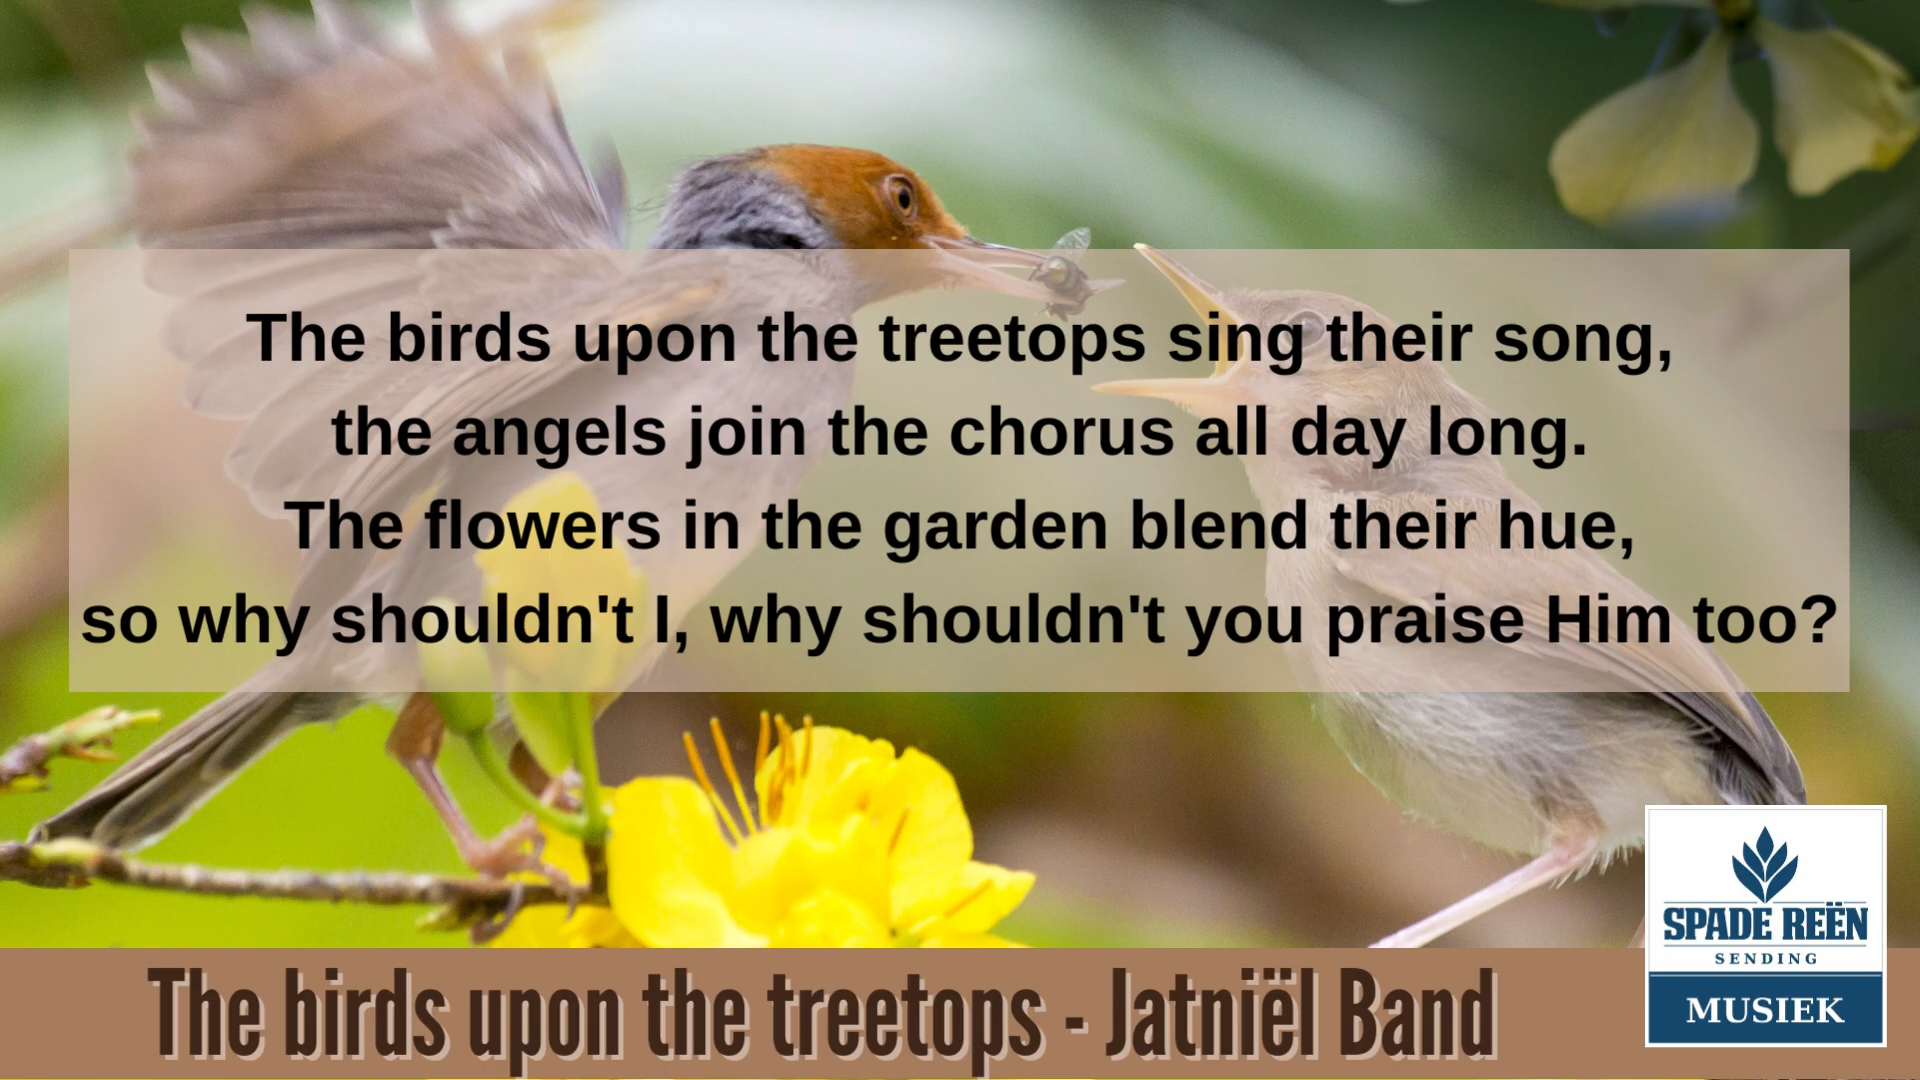 The birds upon the treetops sing their song,
the angels join the chorus all day long.
The flowers in the garden blend their hue,
so why shouldn't I, why shouldn't you praise Him too?
SPADE REËN
SENDING
MUSIEK
The birds upon the treetops - Jatniël Band